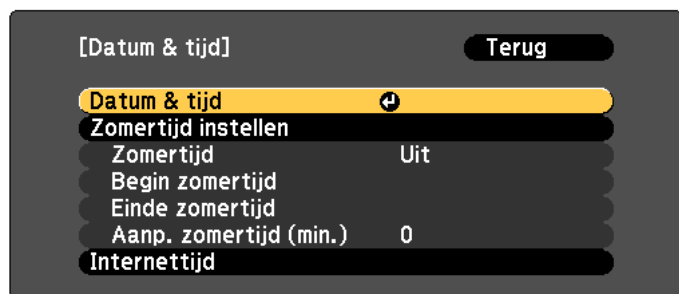 [Datum & tijd] Terug
Datum & tijd
Zomertijd instellen
Zomertijd Uit
Begin zomertijd
Einde zomertijd
Aanp. zomertijd (min.) 0
Internettijd